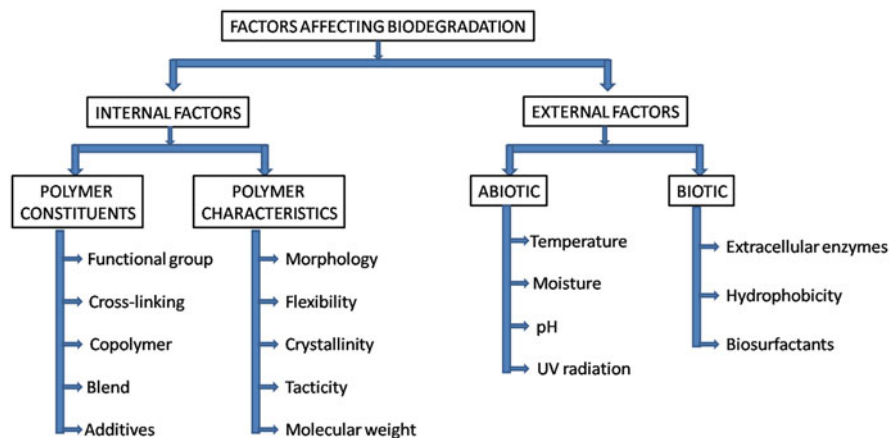 FACTORS AFFECTING BIODEGRADATION
INTERNAL FACTORS
EXTERNAL FACTORS
POLYMER
CONSTITUENTS
POLYMER
CHARACTERISTICS
ABIOTIC
BIOTIC
Functional group
Cross-linking
Copolymer
Blend
Additives
Morphology
Flexibility
Crystallinity
Tacticity
Molecular weight
Temperature
Moisture
pH
UV radiation
Extracellular enzymes
Hydrophobicity
Biosurfactants